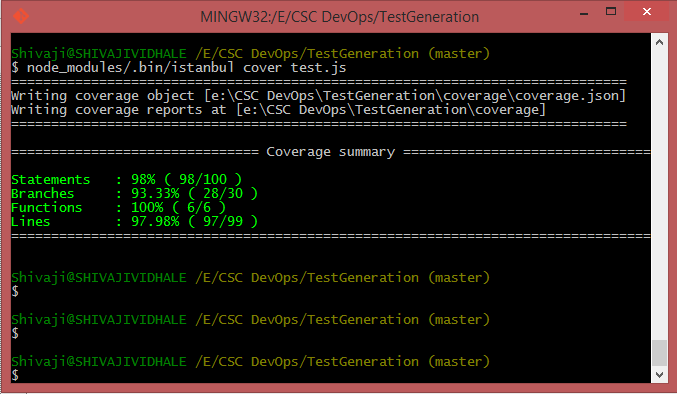 MINGW32:/E/CSC DevOps/TestGeneration
Shivaji@SHIVAJIVIDHALE /E/CSC DevOps/TestGeneration (master)
$ node_modules/.bin/istanbul cover test.js
=============================================================================
Writing coverage object [e:\CSC DevOps\TestGeneration\coverage\coverage.json]
Writing coverage reports at [e:\CSC DevOps\TestGeneration\coverage]
=============================================================================
=============================== Coverage summary ===============================
Statements : 98% ( 98/100 )
Branches : 93.33% ( 28/30 )
Functions : 100% ( 6/6 )
Lines : 97.98% ( 97/99 )
================================================================================
Shivaji@SHIVAJIVIDHALE /E/CSC DevOps/TestGeneration (master)
$
Shivaji@SHIVAJIVIDHALE /E/CSC DevOps/TestGeneration (master)
$
Shivaji@SHIVAJIVIDHALE /E/CSC DevOps/TestGeneration (master)
$